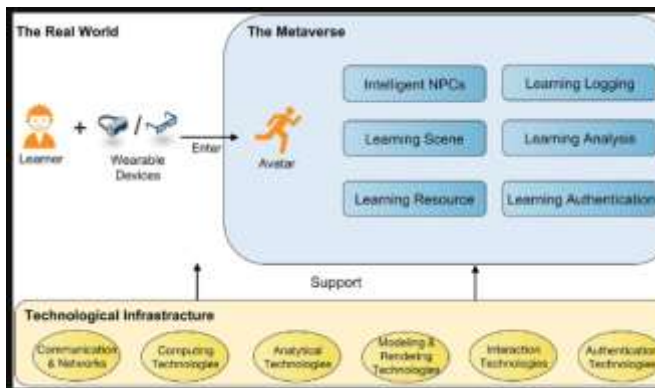 The Real World
The Metaverse
Intelligent NPCs
Learning Logging
Learner
+
/
Wearable
Devices
Enter
Avatar
Learning Scene
Learning Analysis
Learning Resource
Learning Authentication
Support
Technological Infrastracture
Communication
& Networks
Computing
Technologies
Analytical
Technologies
Modeling &
Rendering
Technologies
Interaction
Technologies
Authentication
Technologies